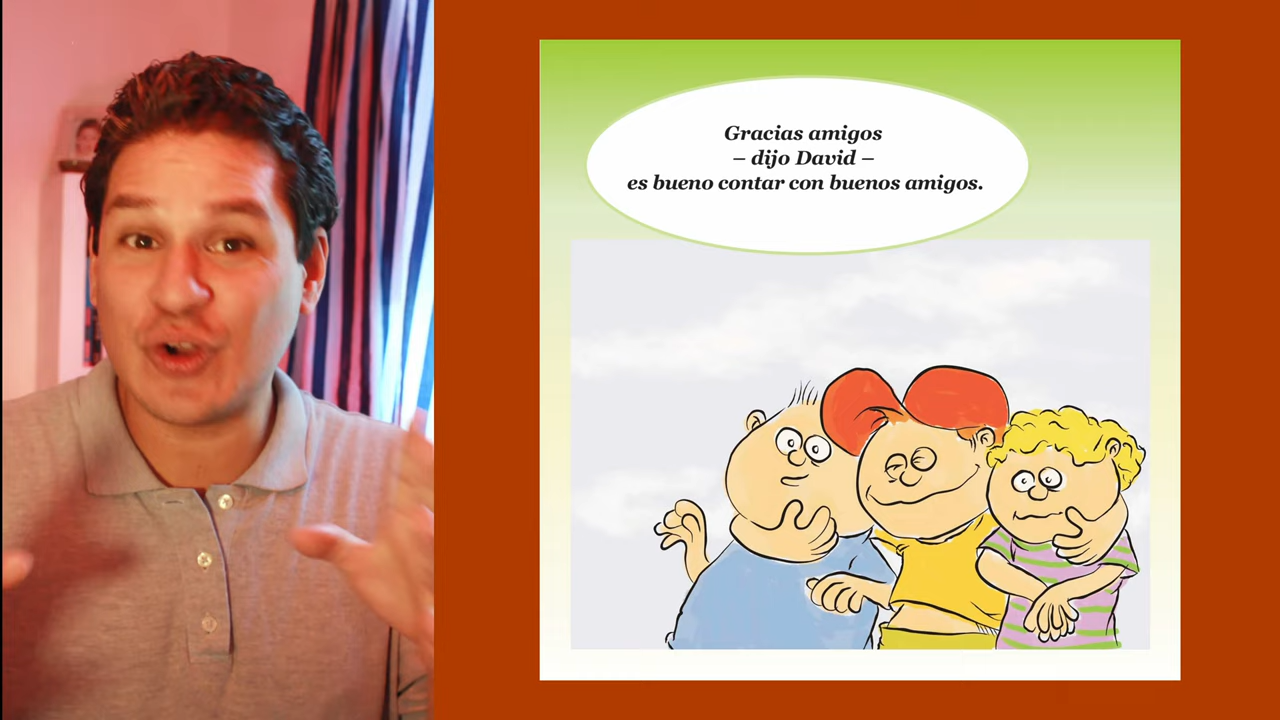 Gracias amigos
– dijo David –
es bueno contar con buenos amigos.